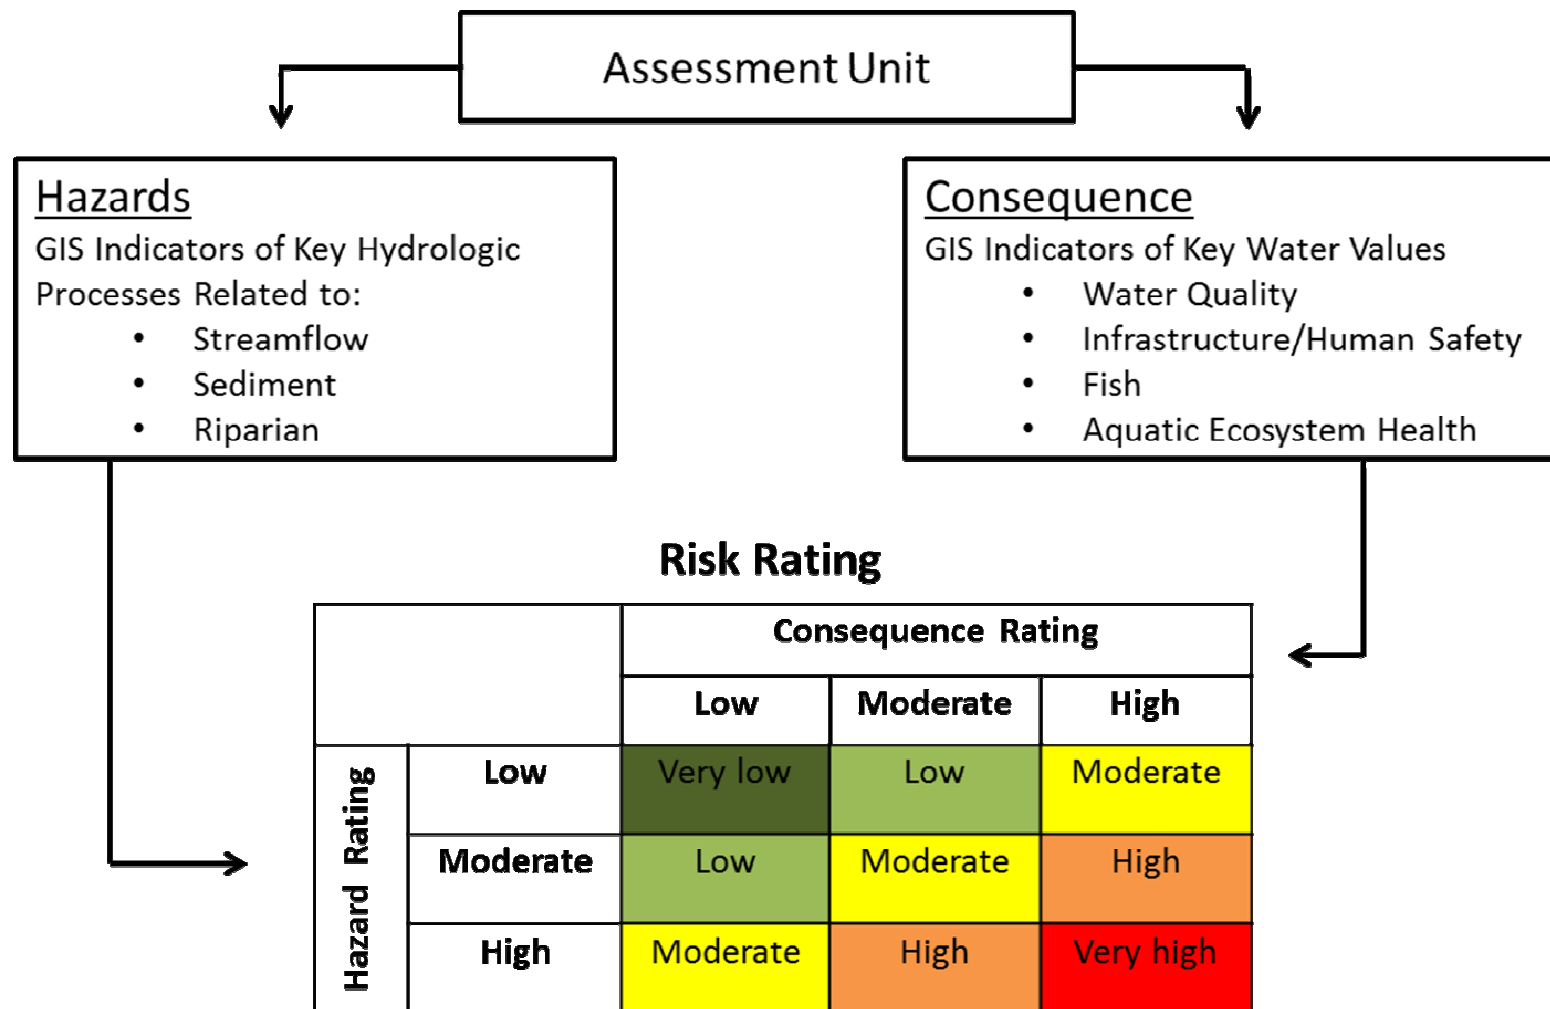 Assessment Unit
Hazards
GIS Indicators of Key Hydrologic
Processes Related to:
• Streamflow
• Sediment
• Riparian
Consequence
GIS Indicators of Key Water Values
• Water Quality
• Infrastructure/Human Safety
• Fish
• Aquatic Ecosystem Health
Risk Rating
Consequence Rating
Low Moderate High
Hazard Rating
Low Very low Low Moderate
Moderate Low Moderate High
High Moderate High Very high